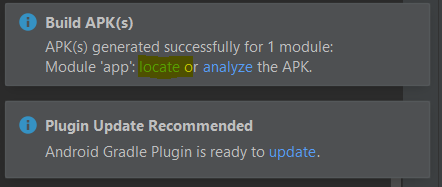 Build APK(s)
APK(s) generated successfully for 1 module:
Module 'app': locate or analyze the APK.
Plugin Update Recommended
Android Gradle Plugin is ready to update.